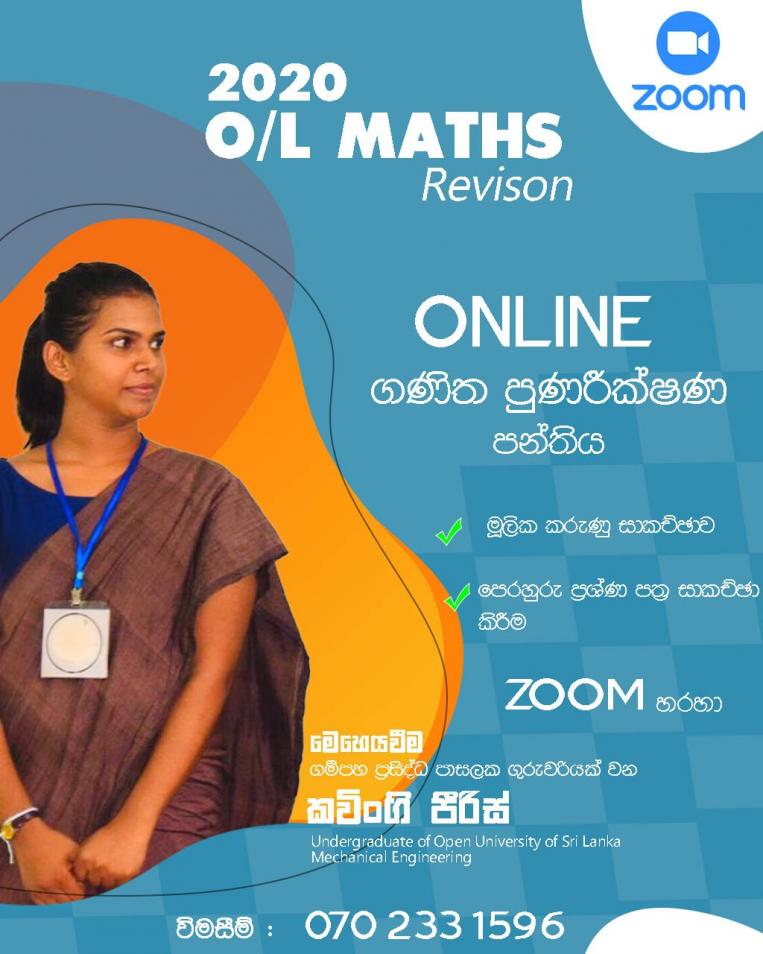 zoom
2020
O/L MATHS
Revison
ONLINE
ගණිත පුණරීක්ෂණ
පන්තිය
මූලික කරුණු සාකච්ඡාව
පෙරහුරු ප්‍රශ්ණ පත්‍ර සාකච්ඡා
කිරීම
ZOOM හරහා
මෙහෙයවීම
ගම්පහ ප්‍රසිද්ධ පාසලක ගුරුවරියක් වන
කවිංගි පීරිස්
Undergraduate of Open University of Sri Lanka
Mechanical Engineering
විමසීම් : 070 233 1596